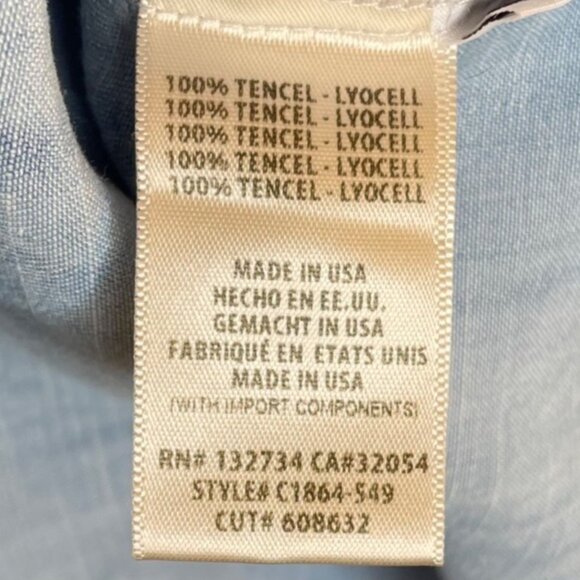 100% TENCEL - LYOCELL
100% TENCEL - LYOCELL
100% TENCEL - LYOCELL
100% TENCEL - LYOCELL
100% TENCEL - LYOCELL
MADE IN USA
HECHO EN EE.UU.
GEMACHT IN USA
FABRIQUÉ EN ETATS UNIS
MADE IN USA
(WITH IMPORT COMPONENTS)
RN# 132734 CA#32054
STYLE# C1864-549
CUT# 608632